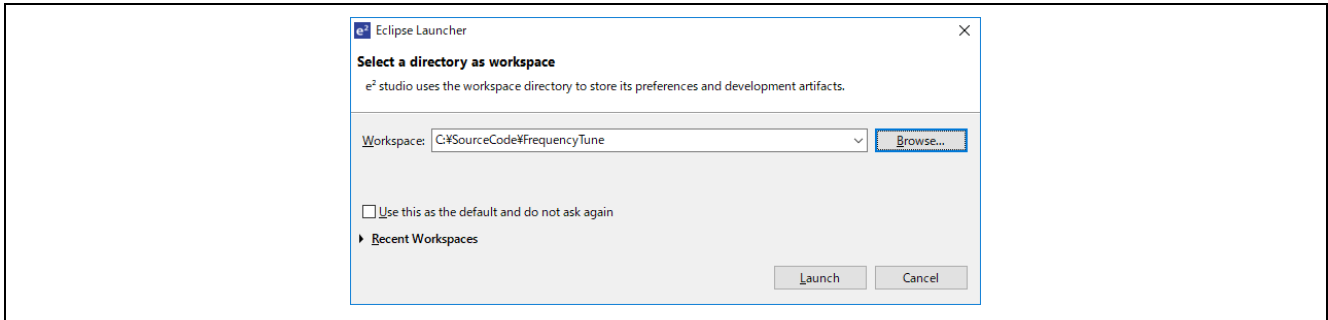 e² Eclipse Launcher
Select a directory as workspace
e² studio uses the workspace directory to store its preferences and development artifacts.
Workspace: C:¥SourceCode¥FrequencyTune Browse...
Use this as the default and do not ask again
Recent Workspaces
Launch Cancel